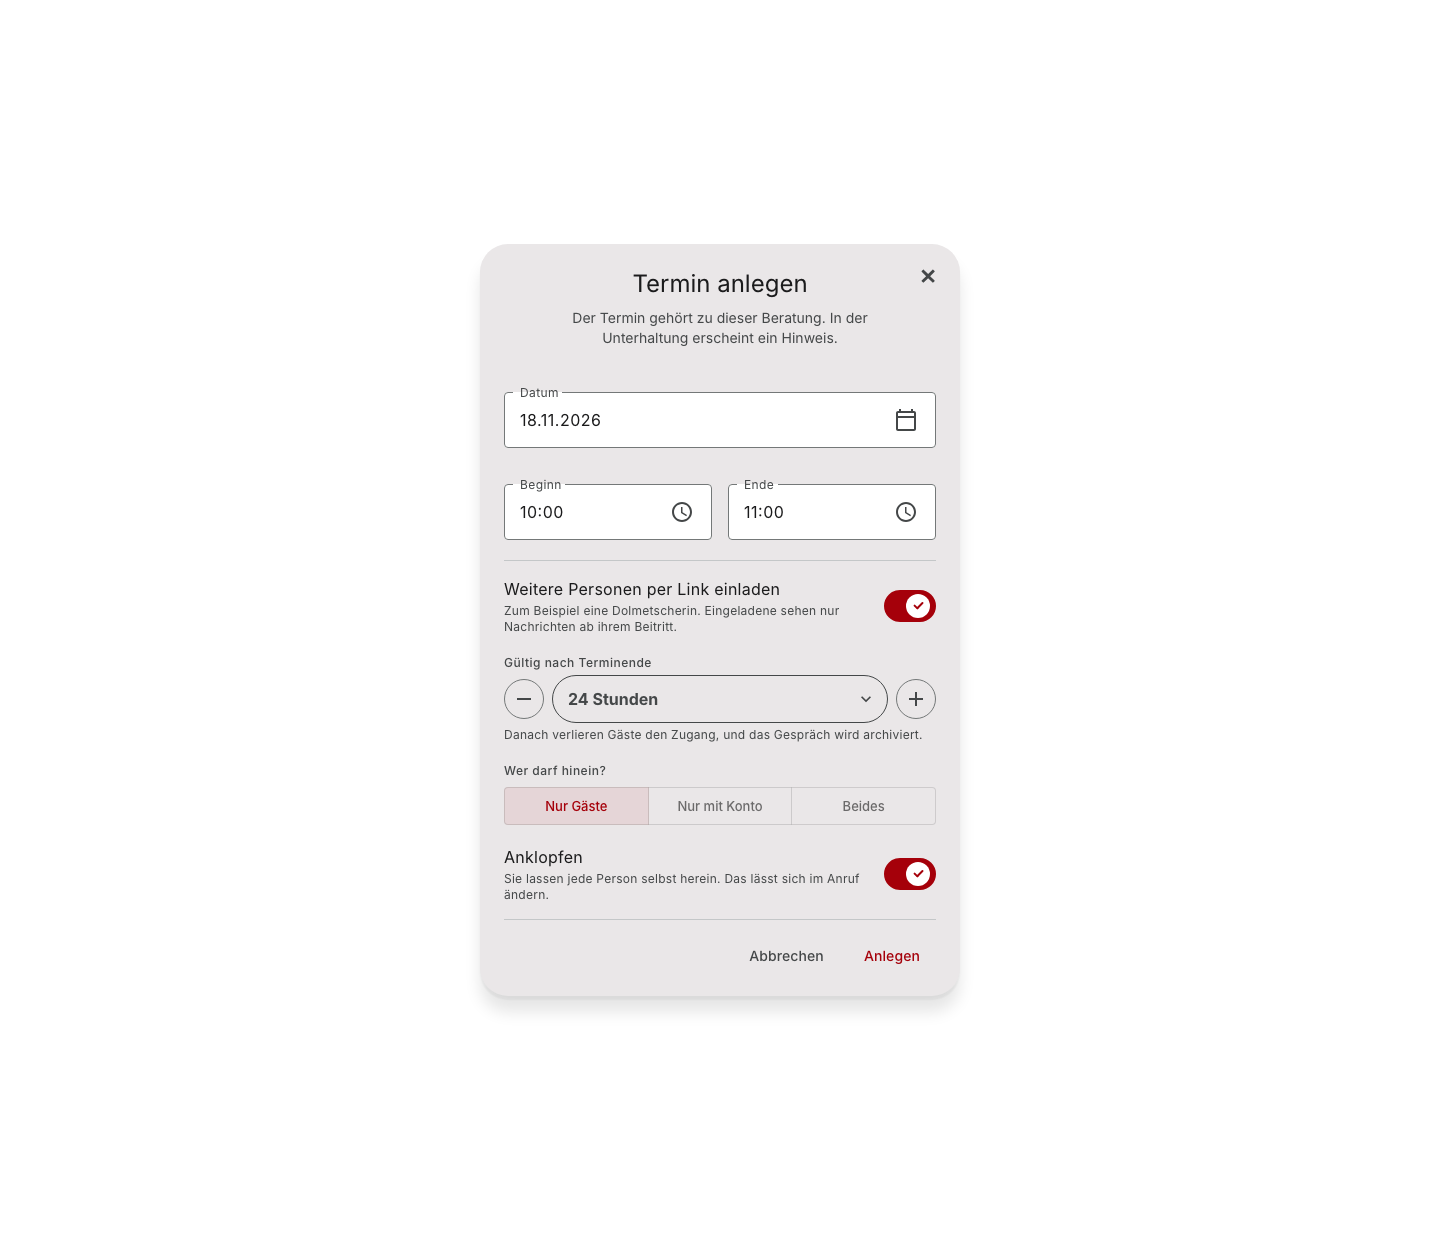 Termin anlegen
Der Termin gehört zu dieser Beratung. In der
Unterhaltung erscheint ein Hinweis.
Datum
18.11.2026
Beginn
10:00
Ende
11:00
Weitere Personen per Link einladen
Zum Beispiel eine Dolmetscherin. Eingeladene sehen nur
Nachrichten ab ihrem Beitritt.
Gültig nach Terminende
24 Stunden
Danach verlieren Gäste den Zugang, und das Gespräch wird archiviert.
Wer darf hinein?
Nur Gäste
Nur mit Konto
Beides
Anklopfen
Sie lassen jede Person selbst herein. Das lässt sich im Anruf
ändern.
Abbrechen
Anlegen